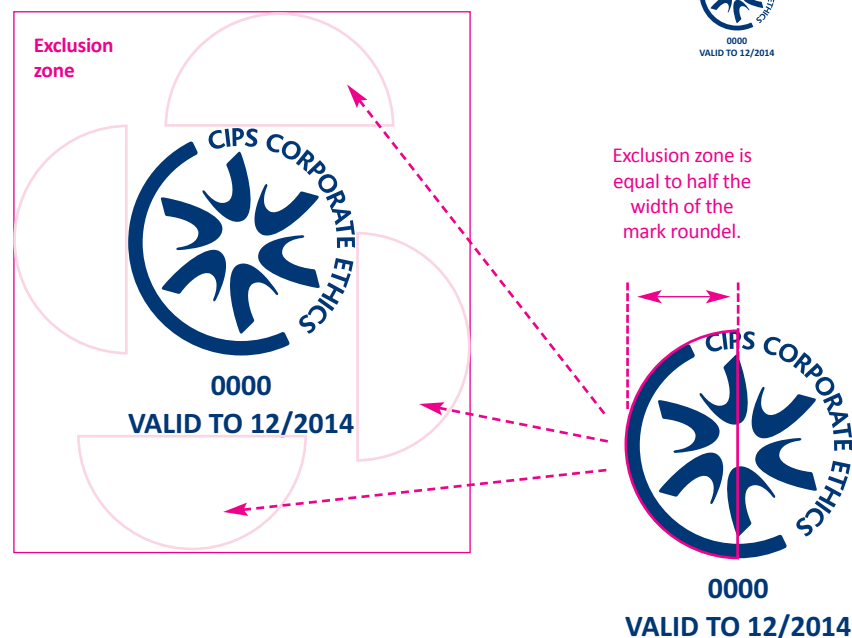 HICS
0000
VALID TO 12/2014
Exclusion
zone
CIPS CORPORATE ETHICS
0000
VALID TO 12/2014
Exclusion zone is
equal to half the
width of the
mark roundel.
CIPS CORPORATE ETHICS
0000
VALID TO 12/2014